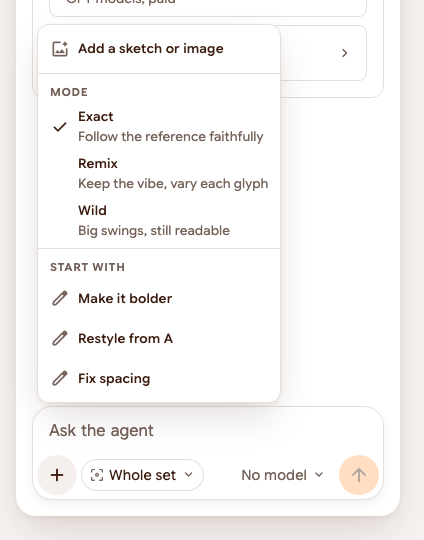 Add a sketch or image
MODE
Exact
Follow the reference faithfully
Remix
Keep the vibe, vary each glyph
Wild
Big swings, still readable
START WITH
Make it bolder
Restyle from A
Fix spacing
Ask the agent
Whole set
No model